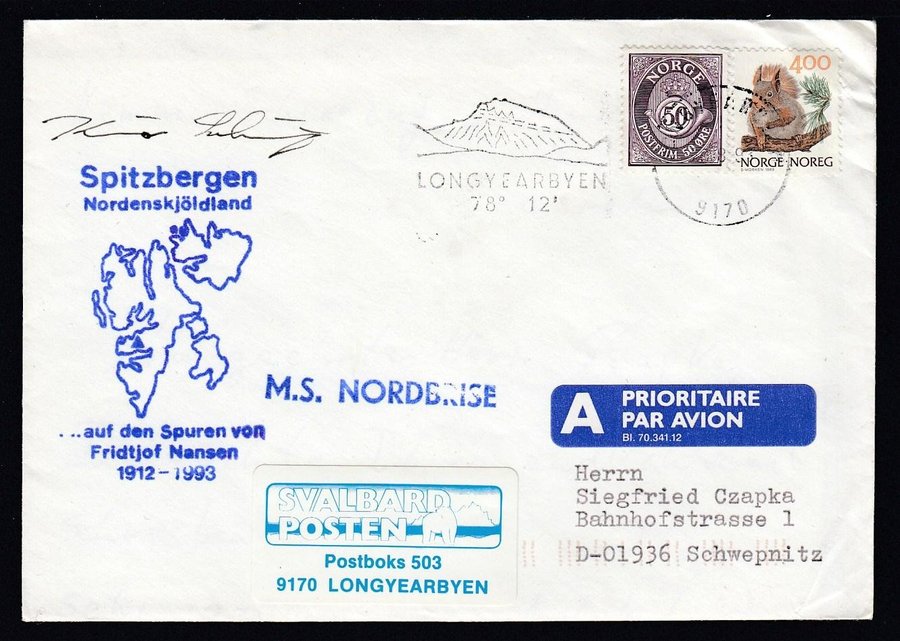 NORGE
50
POSTFRIM. 50 ØRE
400
NORGE NOREG
LONGYEARBYEN
78° 12'
9170
Spitzbergen
Nordenskjöldland
...auf den Spuren von
Fridtjof Nansen
1912-1993
M.S. NORDBRISE
A PRIORITAIRE
PAR AVION
Bl. 70.341.12
SVALBARD
POSTEN
Postboks 503
9170 LONGYEARBYEN
Herrn
Siegfried Czapka
Bahnhofstrasse 1
D-01936 Schwepnitz